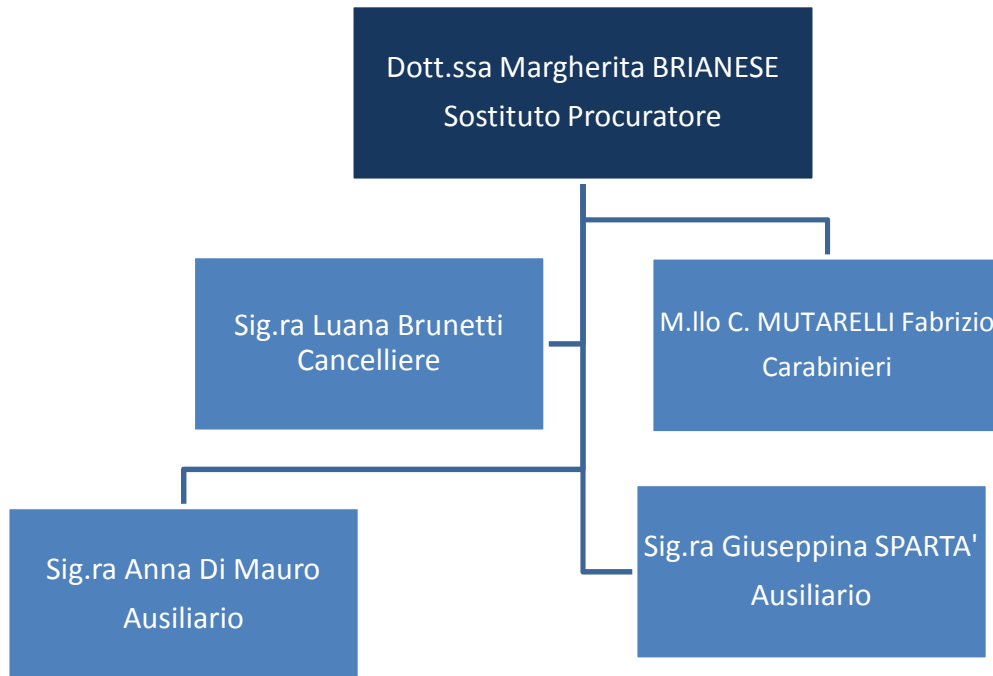 Dott.ssa Margherita BRIANESE
Sostituto Procuratore
Sig.ra Luana Brunetti
Cancelliere
M.llo C. MUTARELLI Fabrizio
Carabinieri
Sig.ra Anna Di Mauro
Ausiliario
Sig.ra Giuseppina SPARTA'
Ausiliario